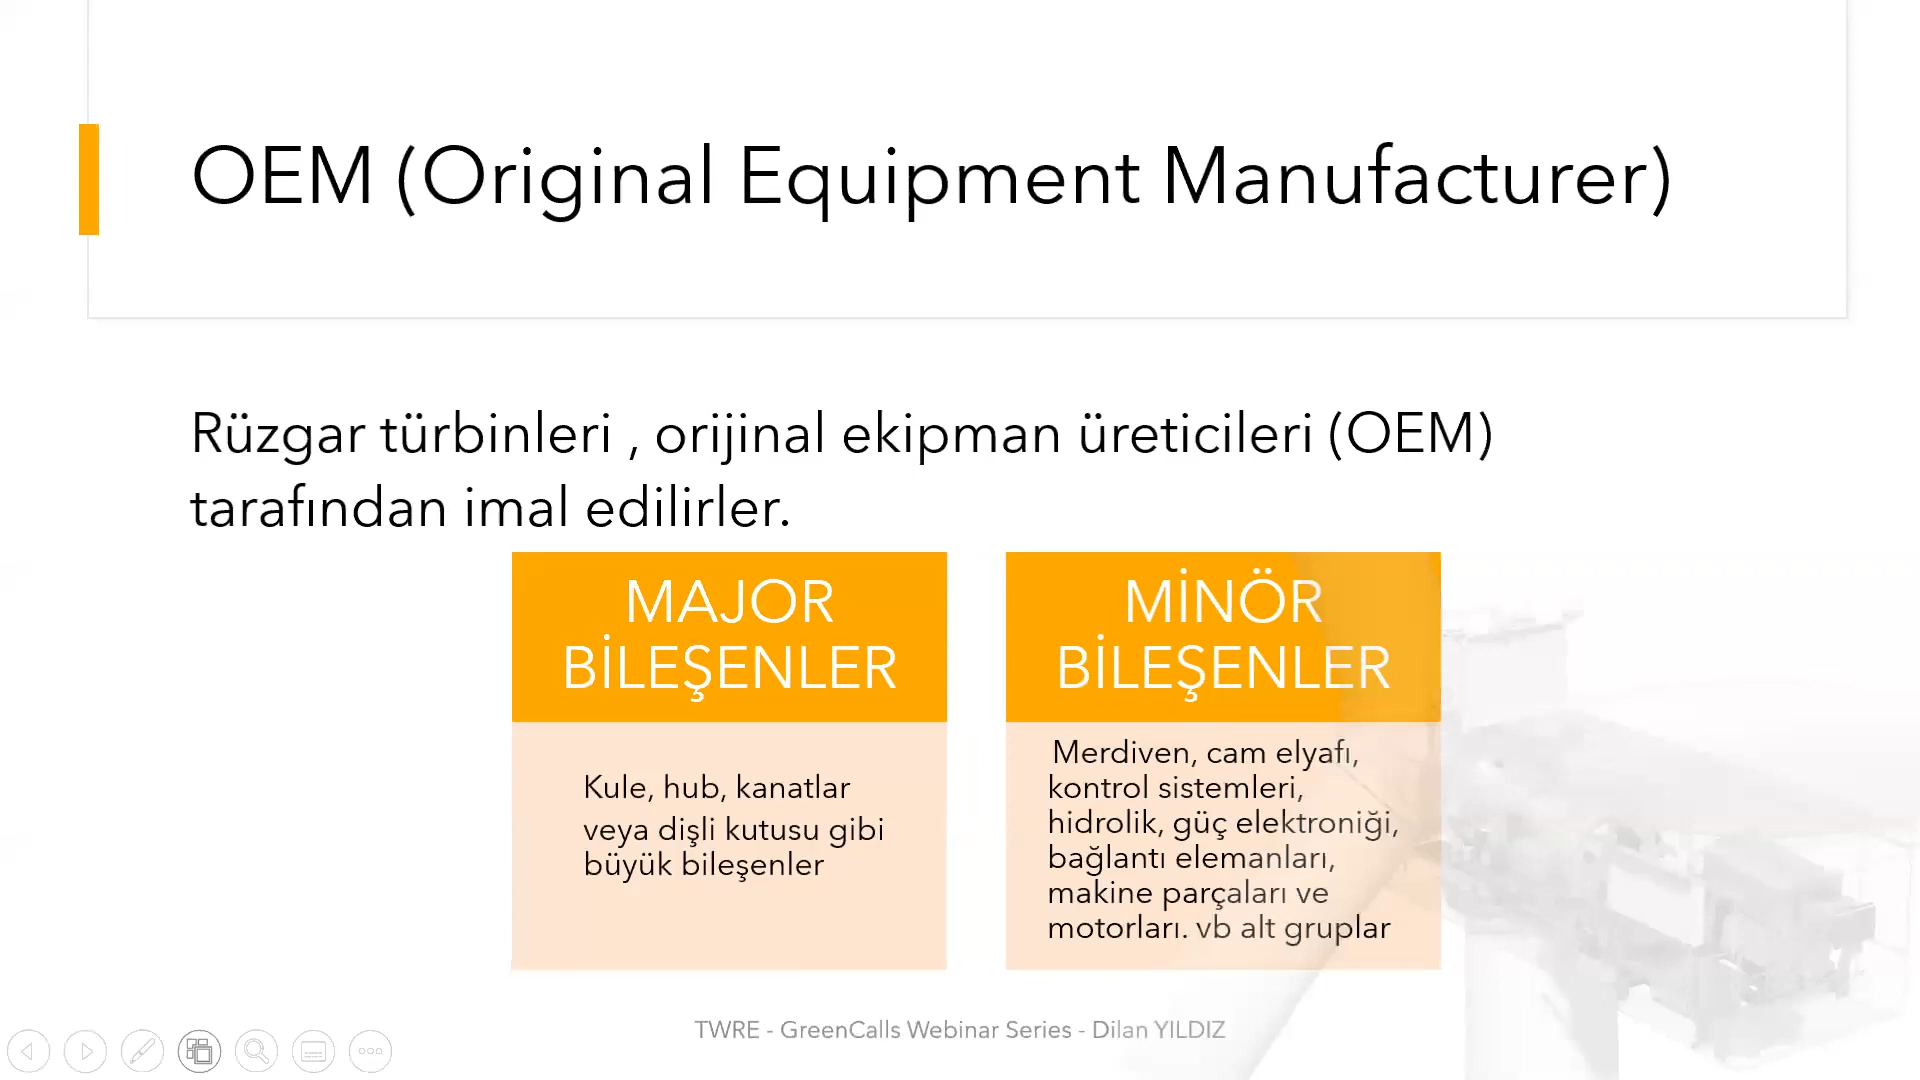 OEM (Original Equipment Manufacturer)
Rüzgar türbinleri , orijinal ekipman üreticileri (OEM)
tarafından imal edilirler.
MAJOR
BİLEŞENLER
Kule, hub, kanatlar
veya dişli kutusu gibi
büyük bileşenler
MİNÖR
BİLEŞENLER
Merdiven, cam elyafı,
kontrol sistemleri,
hidrolik, güç elektroniği,
bağlantı elemanları,
makine parçaları ve
motorları. vb alt gruplar
TWRE - GreenCalls Webinar Series - Dilan YILDIZ